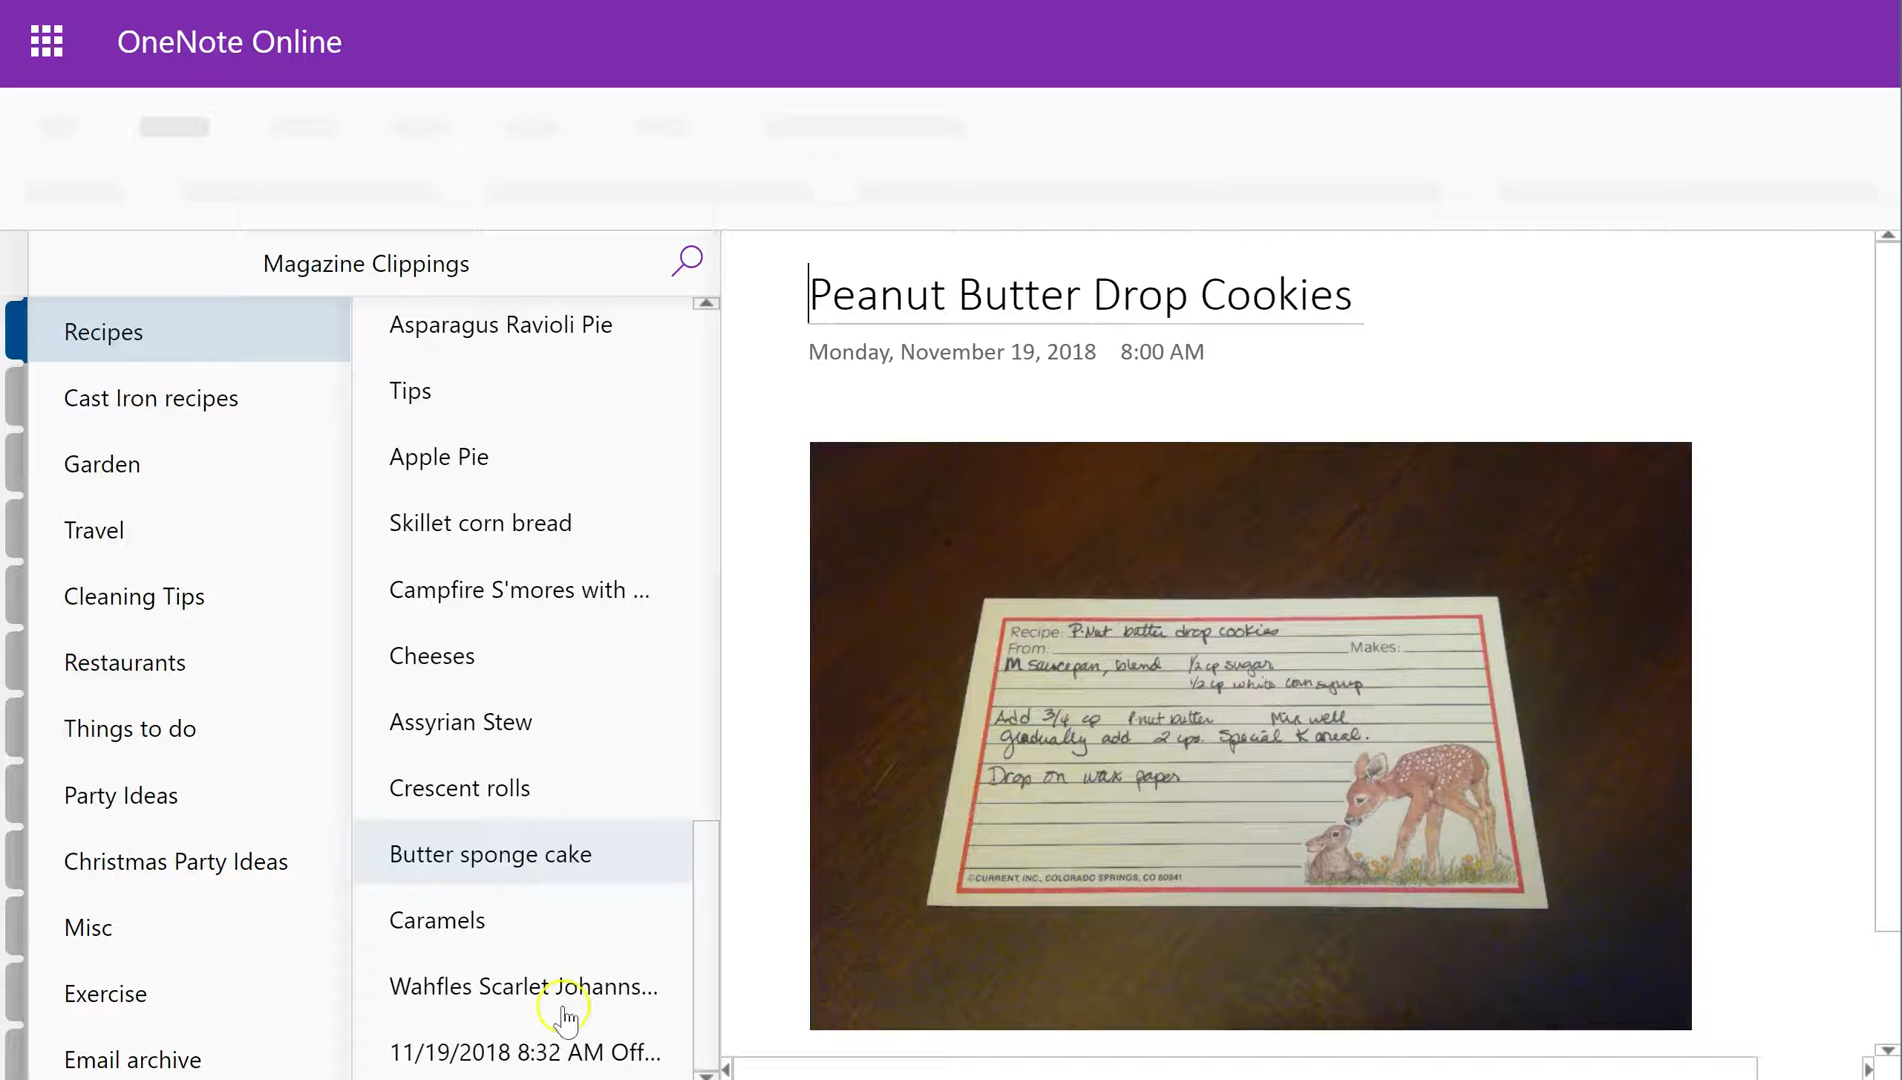 OneNote Online
Magazine Clippings
Recipes
Cast Iron recipes
Garden
Travel
Cleaning Tips
Restaurants
Things to do
Party Ideas
Christmas Party Ideas
Misc
Exercise
Email archive
Asparagus Ravioli Pie
Tips
Apple Pie
Skillet corn bread
Campfire S'mores with ...
Cheeses
Assyrian Stew
Crescent rolls
Butter sponge cake
Caramels
Wahfles Scarlet Johanns...
11/19/2018 8:32 AM Off...
Peanut Butter Drop Cookies
Monday, November 19, 2018 8:00 AM
Recipe: P.Nut butter drop cookies
From: Makes:
M saucepan, blend 1/2 cp sugar
1/2 cp white corn syrup
Add 3/4 cp P.nut butter Mix well
Gradually add 2 cps. Special K cereal.
Drop on wax paper
©CURRENT, INC., COLORADO SPRINGS, CO 80941